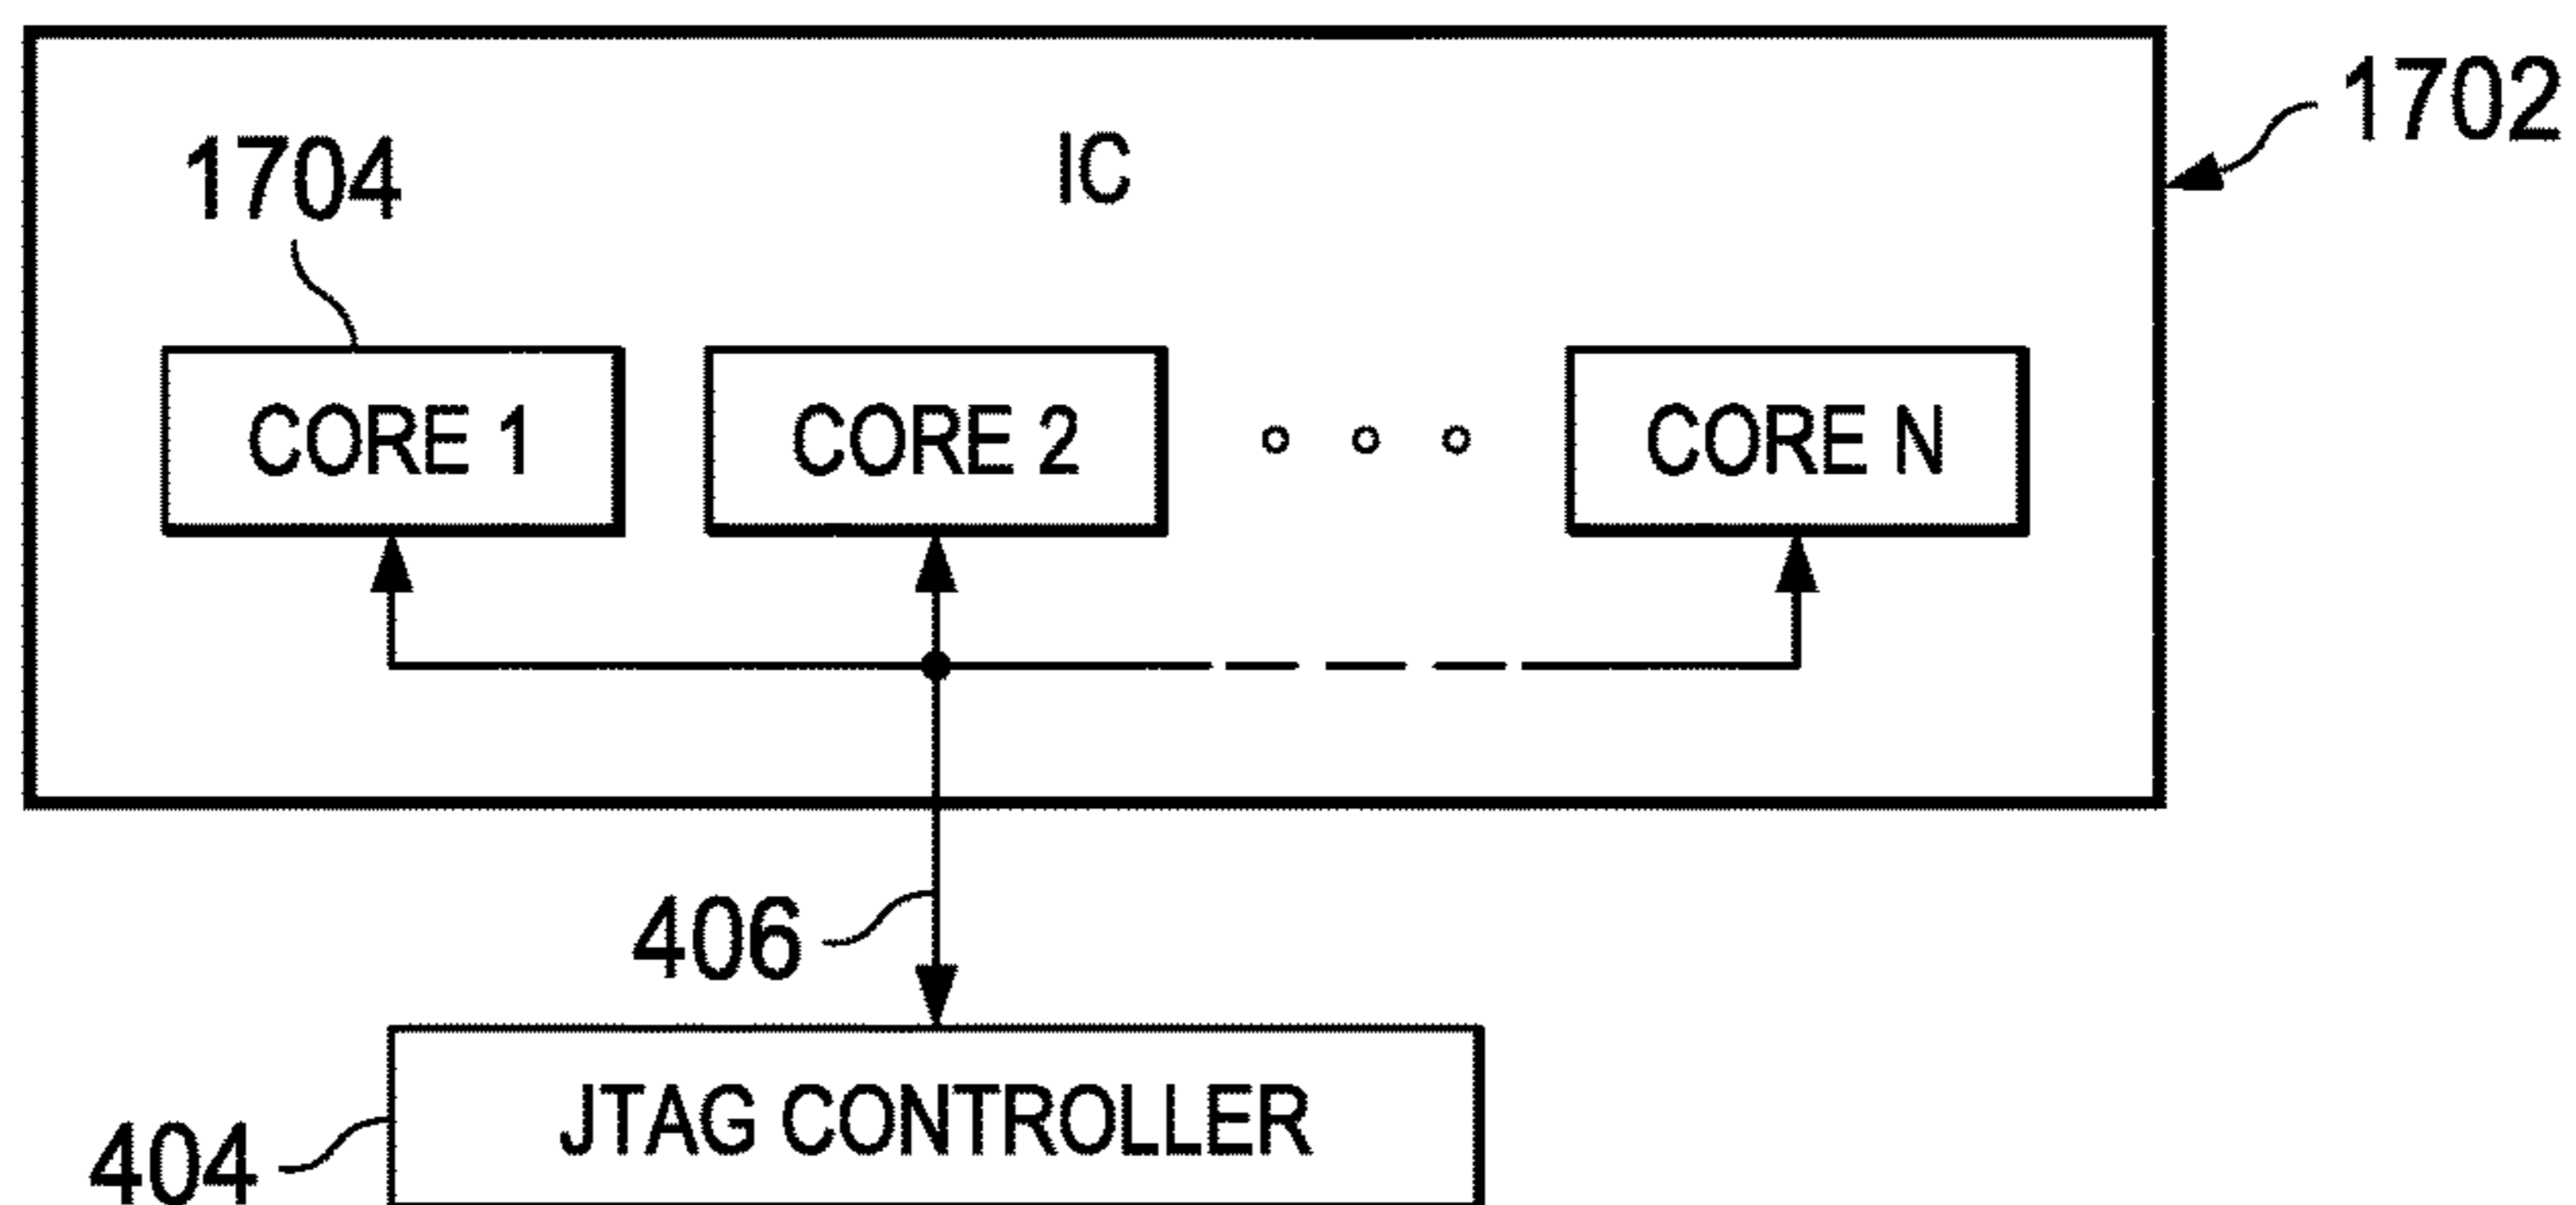 1702
1704
IC
CORE 1
CORE 2
CORE N
406
JTAG CONTROLLER
404